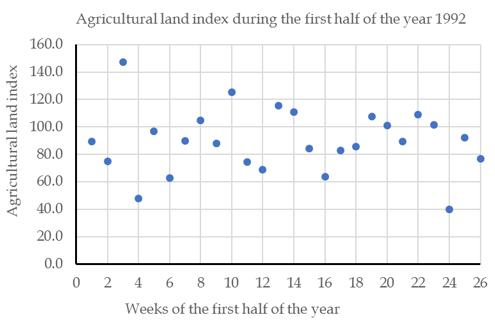 Agricultural land index during the first half of the year 1992
160.0
140.0
120.0
100.0
80.0
60.0
40.0
20.0
0.0
Agricultural land index
0 2 4 6 8 10 12 14 16 18 20 22 24 26
Weeks of the first half of the year